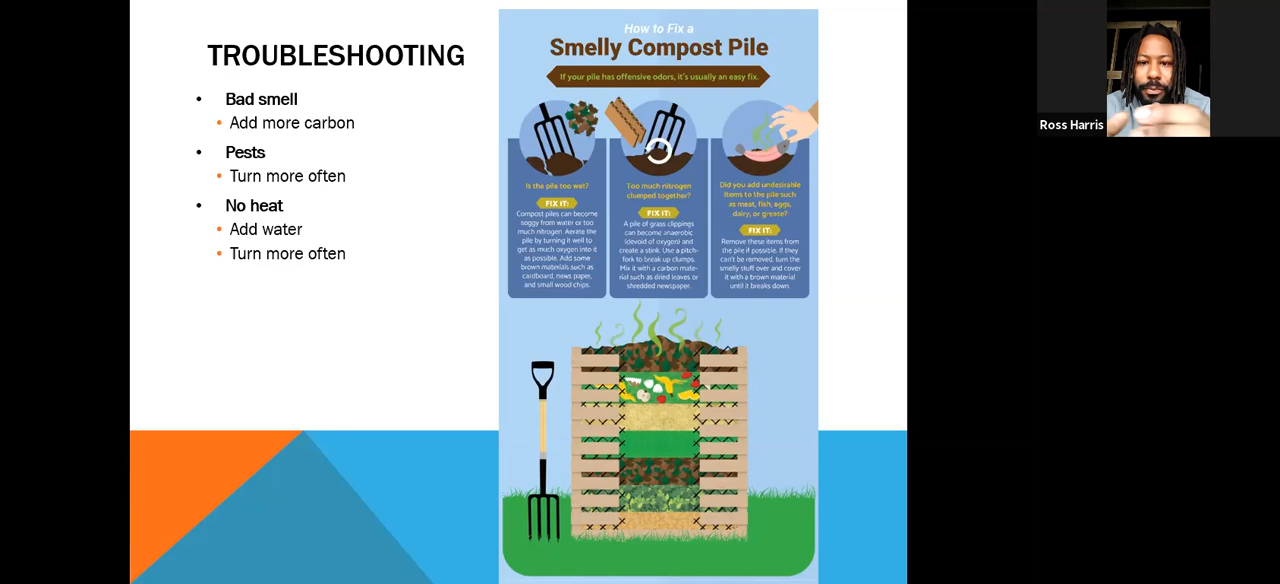 TROUBLESHOOTING
• Bad smell
• Add more carbon
• Pests
• Turn more often
• No heat
• Add water
• Turn more often
How to Fix a
Smelly Compost Pile
If your pile has offensive odors, it's usually an easy fix.
Is the pile too wet?
FIX IT:
Compost piles can become
soggy from water or too
much nitrogen. Aerate the
pile by turning it well to
get as much oxygen into it
as possible. Add some
brown materials such as
cardboard, news paper,
and small wood chips.
Too much nitrogen
clumped together?
FIX IT:
A pile of grass clippings
can become anaerobic
(devoid of oxygen) and
create a stink. Use a pitch-
fork to break up clumps.
Mix it with a carbon mate-
rial such as dried leaves or
shredded newspaper.
Did you add undesirable
items to the pile such
as meat, fish, eggs,
dairy, or grease?
FIX IT:
Remove these items from
the pile if possible. If they
can't be removed, turn the
smelly stuff over and cover
it with a brown material
until it breaks down.
Ross Harris